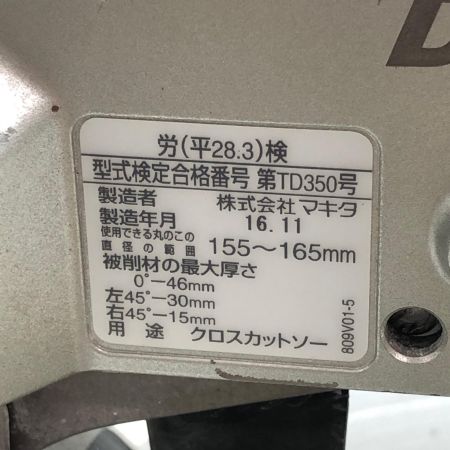 D
労(平28.3)検
型式検定合格番号 第TD350号
製造者 株式会社 マキタ
製造年月 16.11
使用できる丸のこの直径の範囲 155～165mm
被削材の最大厚さ
0°－46mm
左45°－30mm
右45°－15mm
用途 クロスカットソー
809V01-5